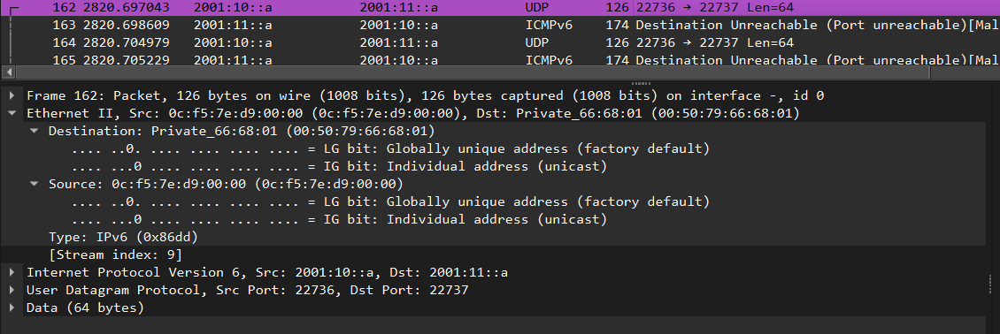 162 2820.697043 2001:10::a 2001:11::a UDP 126 22736 → 22737 Len=64
163 2820.698609 2001:11::a 2001:10::a ICMPv6 174 Destination Unreachable (Port unreachable)[Mal
164 2820.704979 2001:10::a 2001:11::a UDP 126 22736 → 22737 Len=64
165 2820.705229 2001:11::a 2001:10::a ICMPv6 174 Destination Unreachable (Port unreachable)[Mal
Frame 162: Packet, 126 bytes on wire (1008 bits), 126 bytes captured (1008 bits) on interface -, id 0
Ethernet II, Src: 0c:f5:7e:d9:00:00 (0c:f5:7e:d9:00:00), Dst: Private_66:68:01 (00:50:79:66:68:01)
Destination: Private_66:68:01 (00:50:79:66:68:01)
.... ..0. .... .... .... .... = LG bit: Globally unique address (factory default)
.... ...0 .... .... .... .... = IG bit: Individual address (unicast)
Source: 0c:f5:7e:d9:00:00 (0c:f5:7e:d9:00:00)
.... ..0. .... .... .... .... = LG bit: Globally unique address (factory default)
.... ...0 .... .... .... .... = IG bit: Individual address (unicast)
Type: IPv6 (0x86dd)
[Stream index: 9]
Internet Protocol Version 6, Src: 2001:10::a, Dst: 2001:11::a
User Datagram Protocol, Src Port: 22736, Dst Port: 22737
Data (64 bytes)